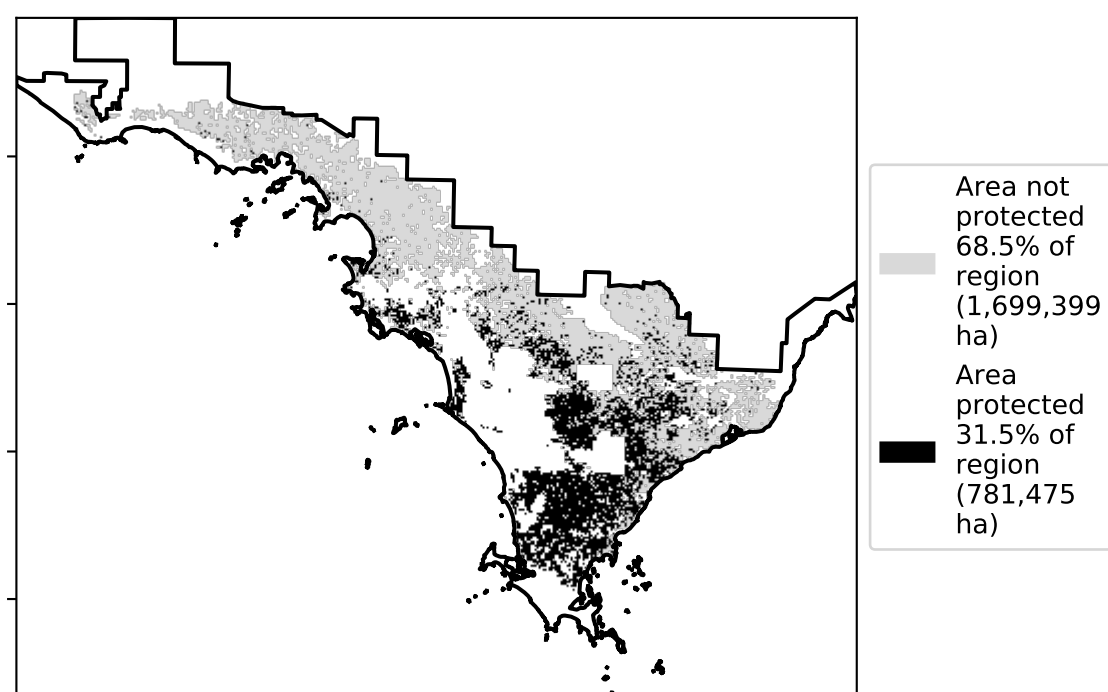 Area not
protected
68.5% of
region
(1,699,399
ha)
Area
protected
31.5% of
region
(781,475
ha)